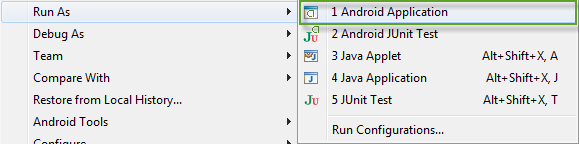 Run As
Debug As
Team
Compare With
Restore from Local History...
Android Tools
Configure
1 Android Application
2 Android JUnit Test
3 Java Applet Alt+Shift+X, A
4 Java Application Alt+Shift+X, J
5 JUnit Test Alt+Shift+X, T
Run Configurations...